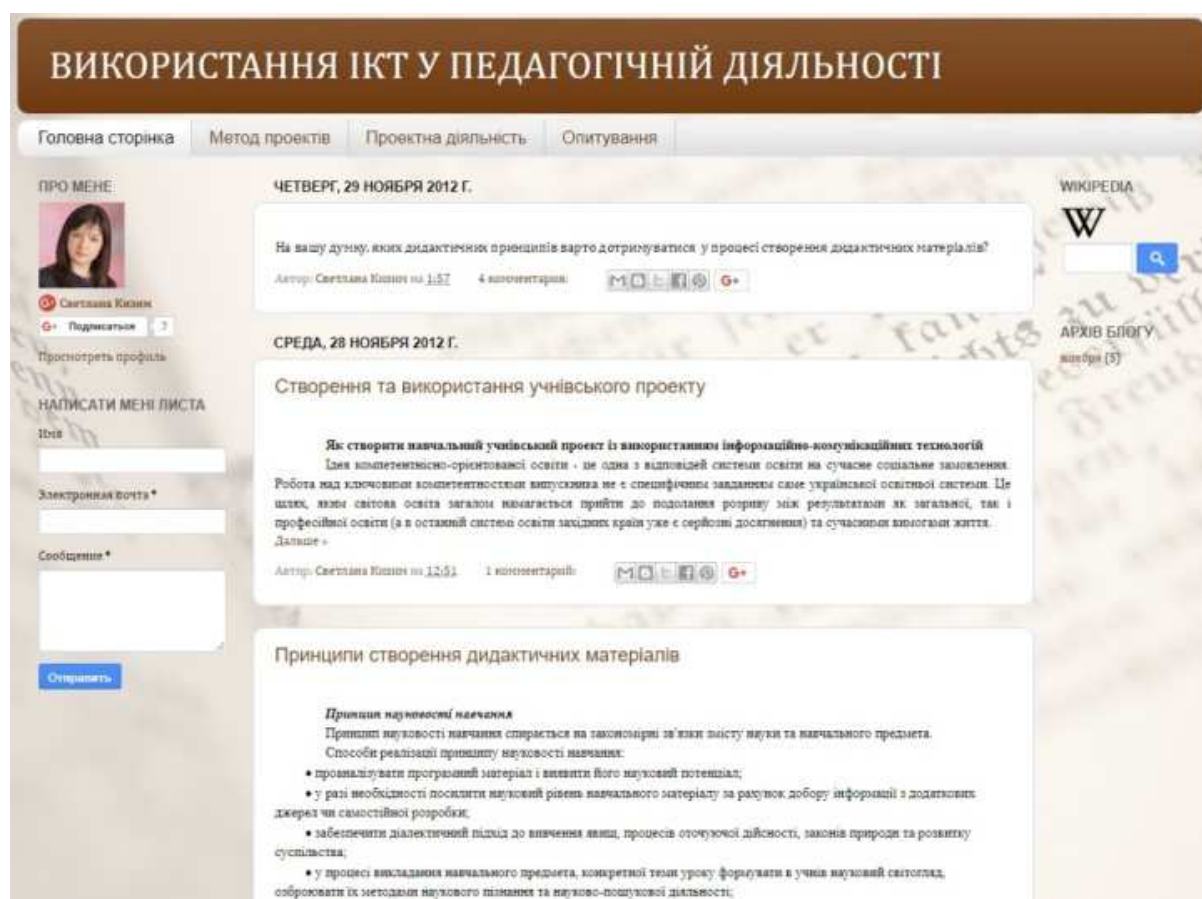 ВИКОРИСТАННЯ ІКТ У ПЕДАГОГІЧНІЙ ДІЯЛЬНОСТІ
Головна сторінка
Метод проектів
Проектна діяльність
Опитування
ПРО МЕНЕ
Светлана Кизим
G+ Подписаться
Просмотреть профиль
НАПИСАТИ МЕНІ ЛИСТА
Имя
Электронная почта *
Сообщение *
Отправить
ЧЕТВЕРГ, 29 НОЯБРЯ 2012 Г.
На вашу думку, яких дидактичних принципів варто дотримуватися у процесі створення дидактичних матеріалів?
Автор: Светлана Кизим на 1:57 4 комментария:
G+
СРЕДА, 28 НОЯБРЯ 2012 Г.
Створення та використання учнівського проекту
Як створити навчальний учнівський проект із використанням інформаційно-комунікаційних технологій
Ідея компетентнісно-орієнтованої освіти - це одна з відповідей системи освіти на сучасне соціальне замовлення.
Робота над ключовими компетентностями випускника не є специфічним завданням саме української освітньої системи. Це
шлях, яким світова освіта загалом намагається прийти до подолання розриву між результатами як загальної, так і
професійної освіти (а в останній системі освіти західних країн уже є серйозні досягнення) та сучасними вимогами життя.
Дальше »
Автор: Светлана Кизим на 12:51 1 комментарий:
G+
Принципи створення дидактичних матеріалів
Принцип науковості навчання
Принцип науковості навчання спирається на закономірні зв'язки змісту науки та навчального предмета.
Способи реалізації принципу науковості навчання:
• проаналізувати програмний матеріал і виявити його науковий потенціал;
• у разі необхідності посилити науковий рівень навчального матеріалу за рахунок добору інформації з додаткових
джерел чи самостійної розробки;
• забезпечити діалектичний підхід до вивчення явищ, процесів оточуючої дійсності, законів природи та розвитку
суспільства;
• у процесі викладання навчального предмета, конкретної теми уроку формувати в учнів науковий світогляд,
озброювати їх методами наукового пізнання та науково-пошукової діяльності;
WIKIPEDIA
W
АРХІВ БЛОГУ
ноября (5)